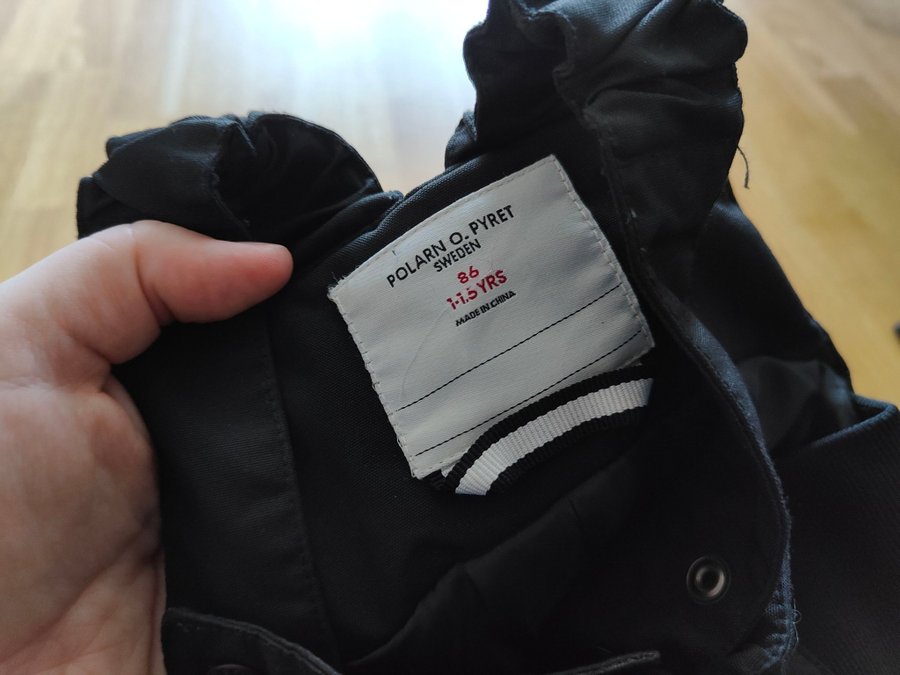 POLARN O. PYRET
SWEDEN
86
1-1.5 YRS
MADE IN CHINA